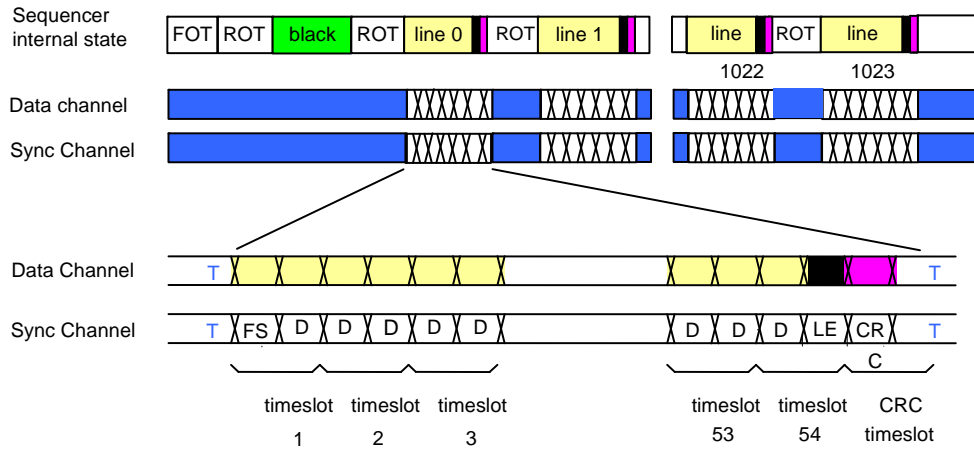 Sequencer
internal state
FOT ROT black ROT line 0 ROT line 1 line ROT line
1022 1023
Data channel
Sync Channel
Data Channel T T
Sync Channel T FS D D D D D D D D LE CR T
C
timeslot timeslot timeslot timeslot timeslot CRC
1 2 3 53 54 timeslot